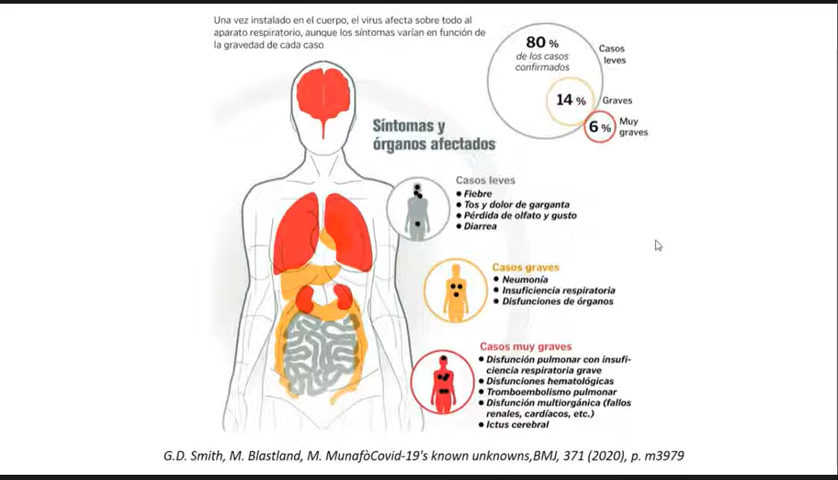 Una vez instalado en el cuerpo, el virus afecta sobre todo al
aparato respiratorio, aunque los síntomas varían en función de
la gravedad de cada caso
80 %
de los casos
confirmados
Casos
leves
14 %
Graves
6 %
Muy
graves
Síntomas y
órganos afectados
Casos leves
• Fiebre
• Tos y dolor de garganta
• Pérdida de olfato y gusto
• Diarrea
Casos graves
• Neumonía
• Insuficiencia respiratoria
• Disfunciones de órganos
Casos muy graves
• Disfunción pulmonar con insufi-
ciencia respiratoria grave
• Disfunciones hematológicas
• Tromboembolismo pulmonar
• Disfunción multiorgánica (fallos
renales, cardíacos, etc.)
• Ictus cerebral
G.D. Smith, M. Blastland, M. MunafòCovid-19's known unknowns,BMJ, 371 (2020), p. m3979